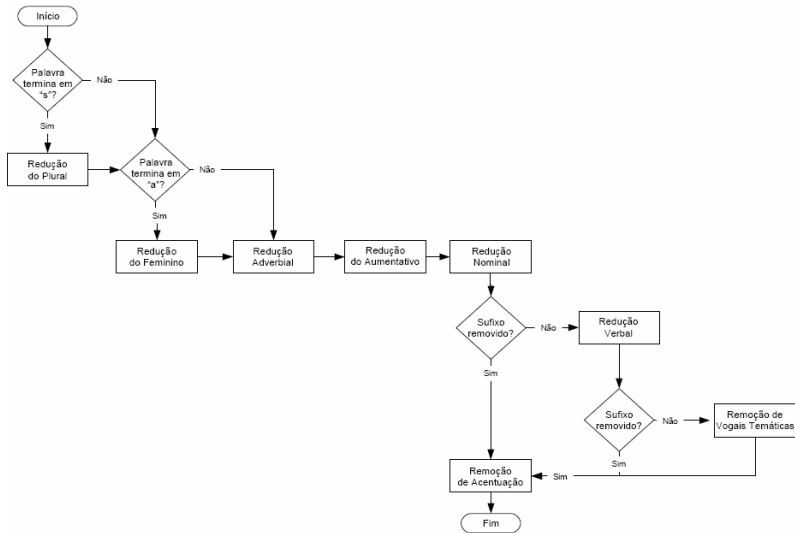 Início
Palavra
termina em
"s"?
Não
Sim
Redução
do Plural
Palavra
termina em
"a"?
Não
Sim
Redução
do Feminino
Redução
Adverbial
Redução
do Aumentativo
Redução
Nominal
Sufixo
removido?
Não
Redução
Verbal
Sim
Sufixo
removido?
Não
Remoção de
Vogais Temáticas
Sim
Remoção
de Acentuação
Sim
Fim